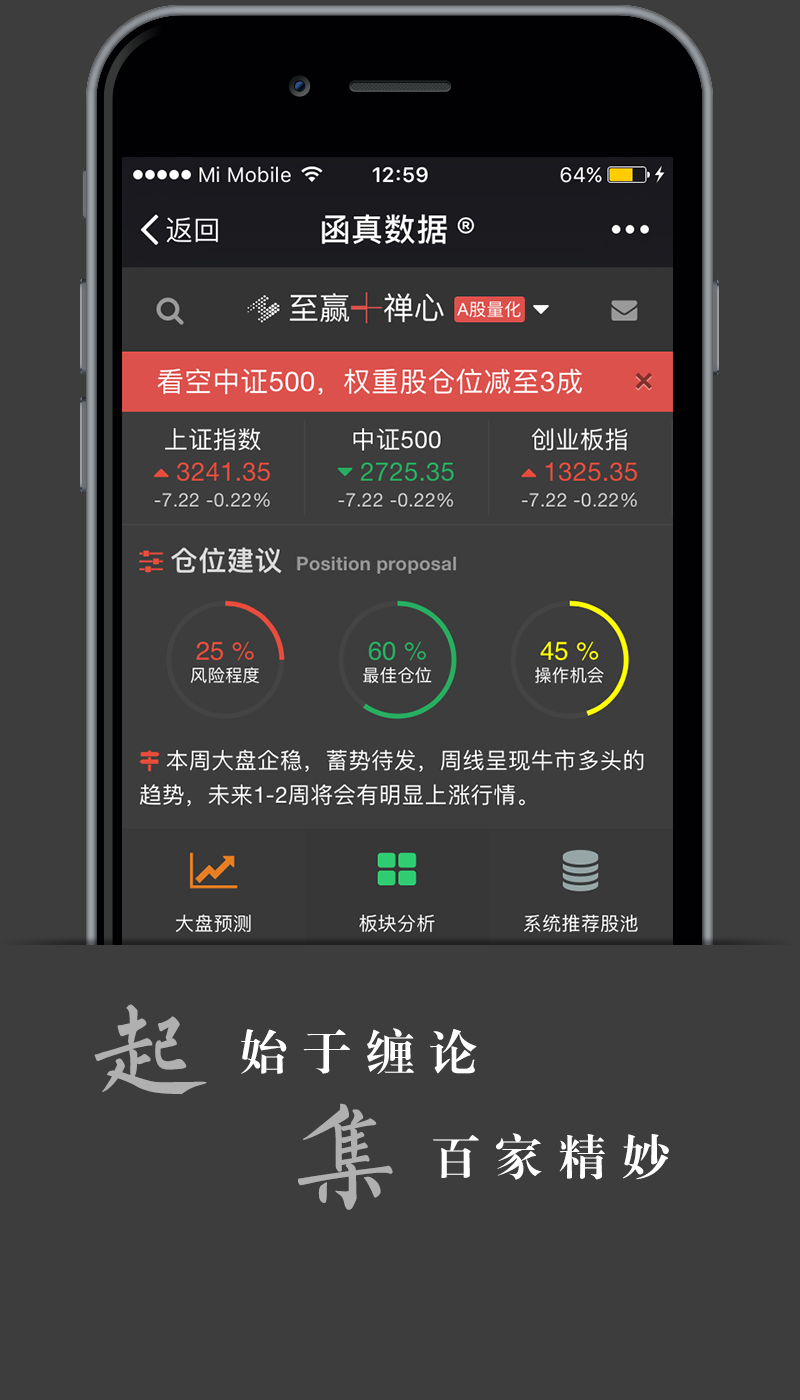 Mi Mobile 12:59 64%
返回 函真数据®
至赢十禅心 A股量化
看空中证500，权重股仓位减至3成 ×
上证指数 中证500 创业板指
3241.35 2725.35 1325.35
-7.22 -0.22% -7.22 -0.22% -7.22 -0.22%
仓位建议 Position proposal
25 % 60 % 45 %
风险程度 最佳仓位 操作机会
本周大盘企稳，蓄势待发，周线呈现牛市多头的
趋势，未来1-2周将会有明显上涨行情。
大盘预测 板块分析 系统推荐股池
起 始于缠论
集 百家精妙